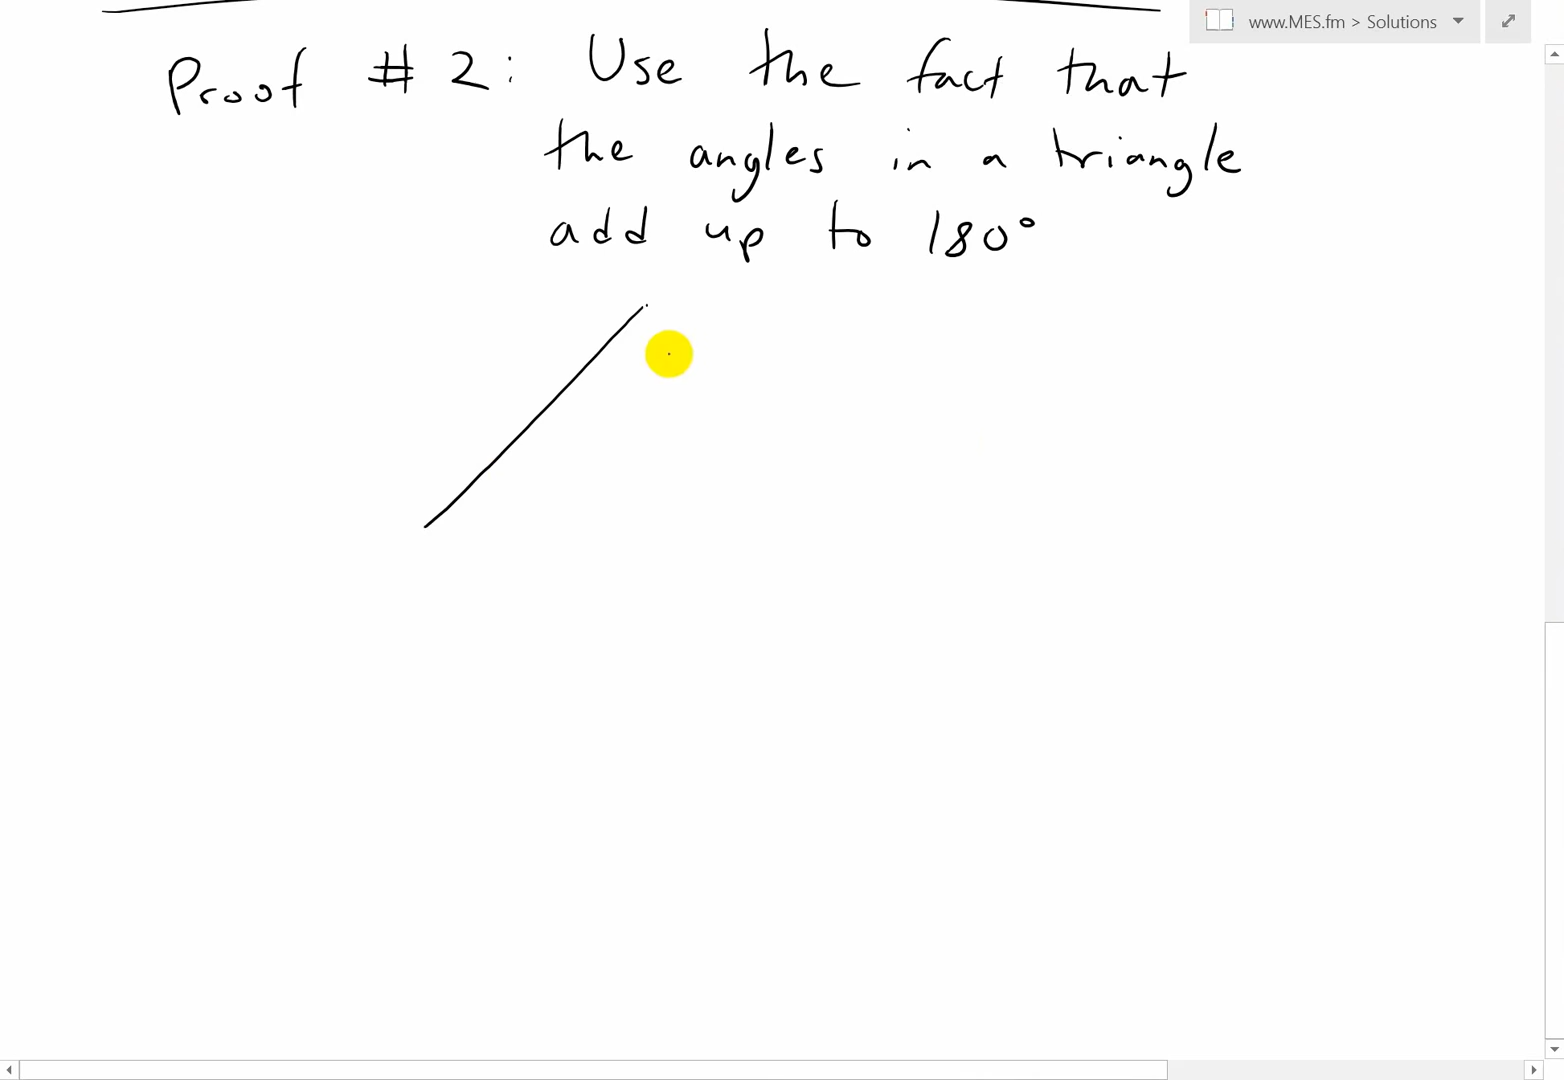 www.MES.fm > Solutions
Proof # 2: Use the fact that
the angles in a triangle
add up to 180°